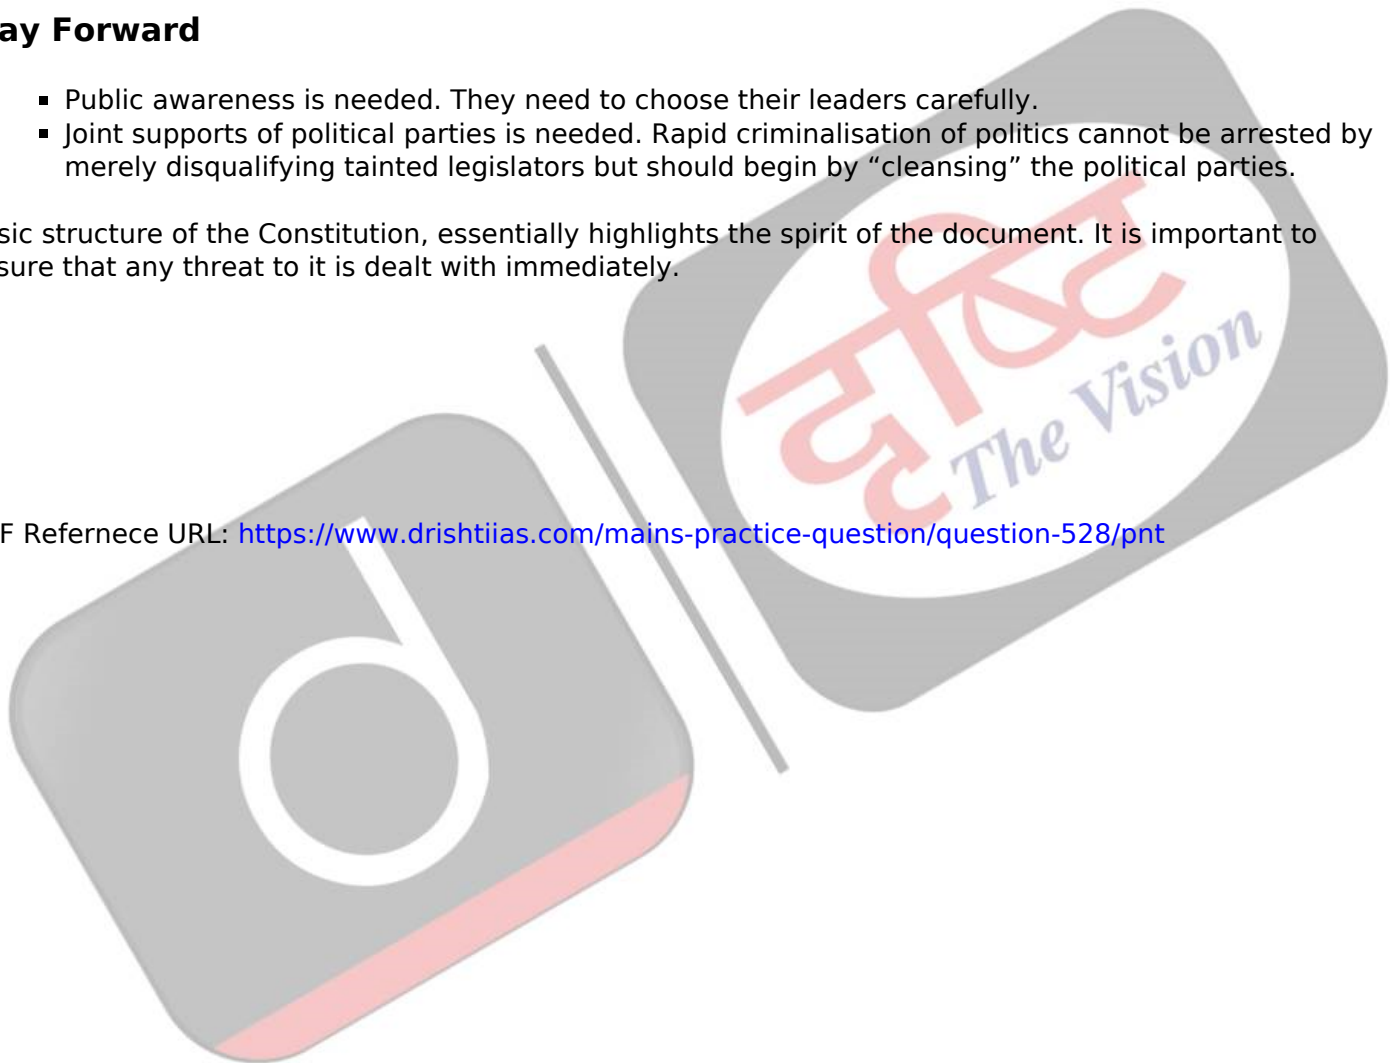 ay Forward
▪ Public awareness is needed. They need to choose their leaders carefully.
▪ Joint supports of political parties is needed. Rapid criminalisation of politics cannot be arrested by
merely disqualifying tainted legislators but should begin by “cleansing” the political parties.
sic structure of the Constitution, essentially highlights the spirit of the document. It is important to
sure that any threat to it is dealt with immediately.
दृष्टि
The Vision
F Refernece URL: https://www.drishtiias.com/mains-practice-question/question-528/pnt
d